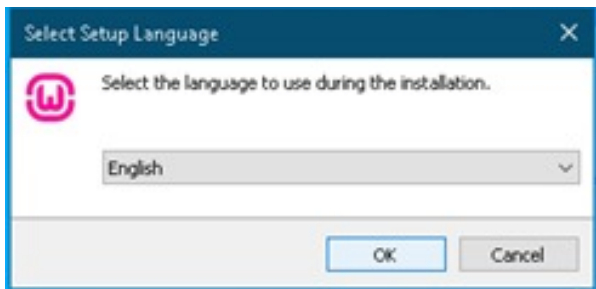 Select Setup Language
Select the language to use during the installation.
English
OK
Cancel